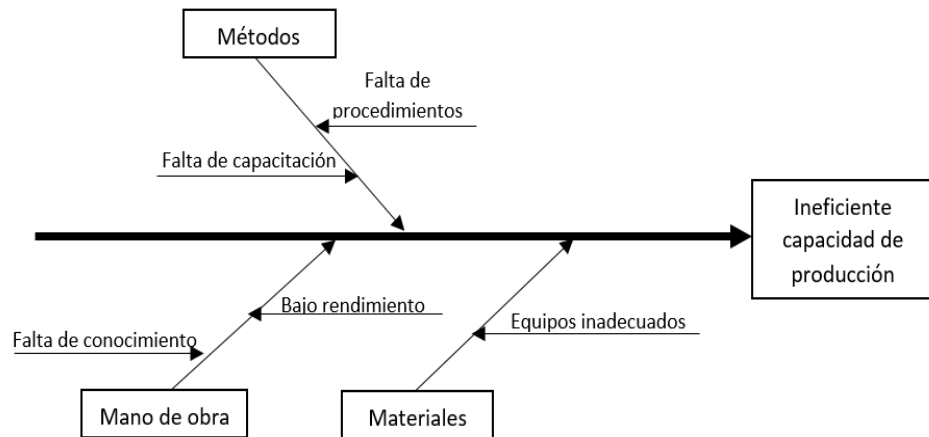 Métodos
Falta de
procedimientos
Falta de capacitación
Ineficiente
capacidad de
producción
Bajo rendimiento
Falta de conocimiento
Equipos inadecuados
Mano de obra
Materiales